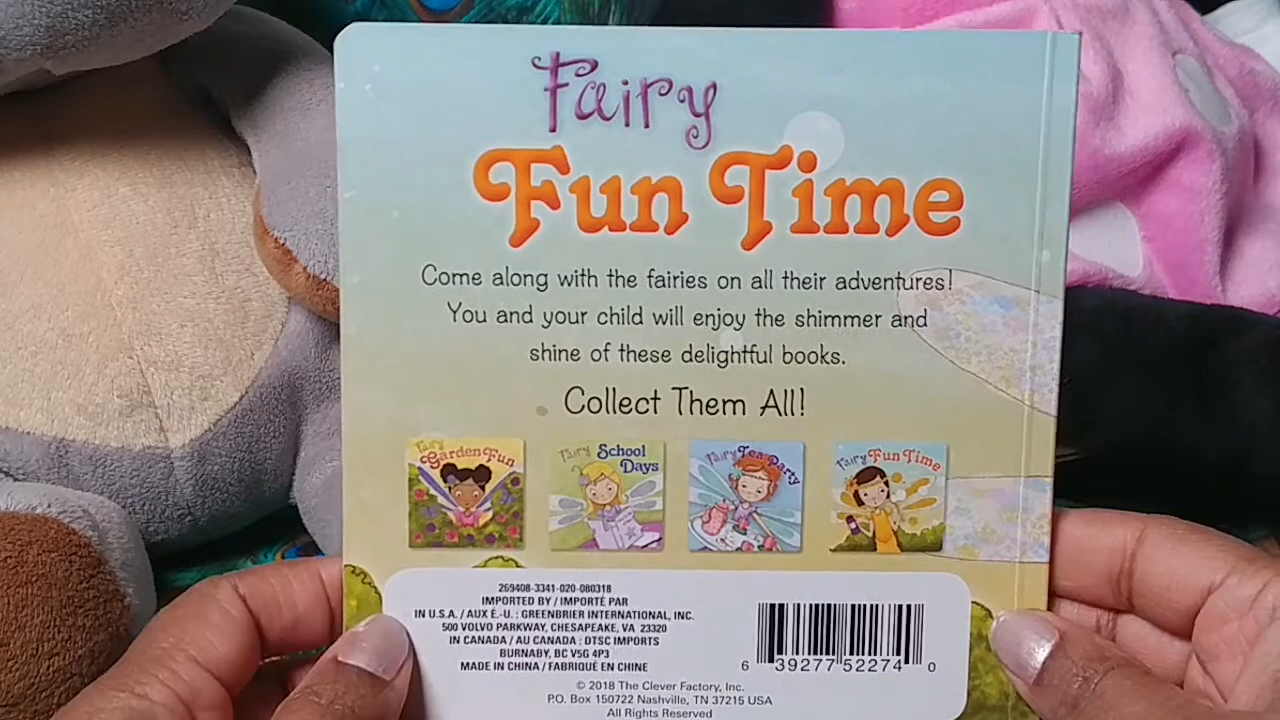 Fairy
Fun Time
Come along with the fairies on all their adventures!
You and your child will enjoy the shimmer and
shine of these delightful books.
Collect Them All!
Fairy Garden Fun
Fairy School Days
Fairy Tea Party
Fairy Fun Time
269408-3341-020-080318
IMPORTED BY / IMPORTÉ PAR
IN U.S.A. / AUX É.-U. : GREENBRIER INTERNATIONAL, INC.
500 VOLVO PARKWAY, CHESAPEAKE, VA 23320
IN CANADA / AU CANADA : DTSC IMPORTS
BURNABY, BC V5G 4P3
MADE IN CHINA / FABRIQUÉ EN CHINE
6 39277 52274 0
© 2018 The Clever Factory, Inc.
P.O. Box 150722 Nashville, TN 37215 USA
All Rights Reserved